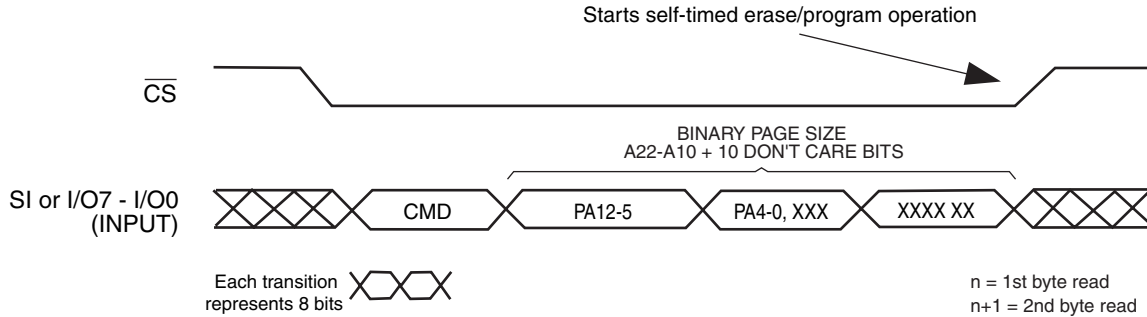 Starts self-timed erase/program operation
CS
BINARY PAGE SIZE
A22-A10 + 10 DON'T CARE BITS
SI or I/O7 - I/O0
(INPUT)
CMD
PA12-5
PA4-0, XXX
XXXX XX
Each transition
represents 8 bits
n = 1st byte read
n+1 = 2nd byte read